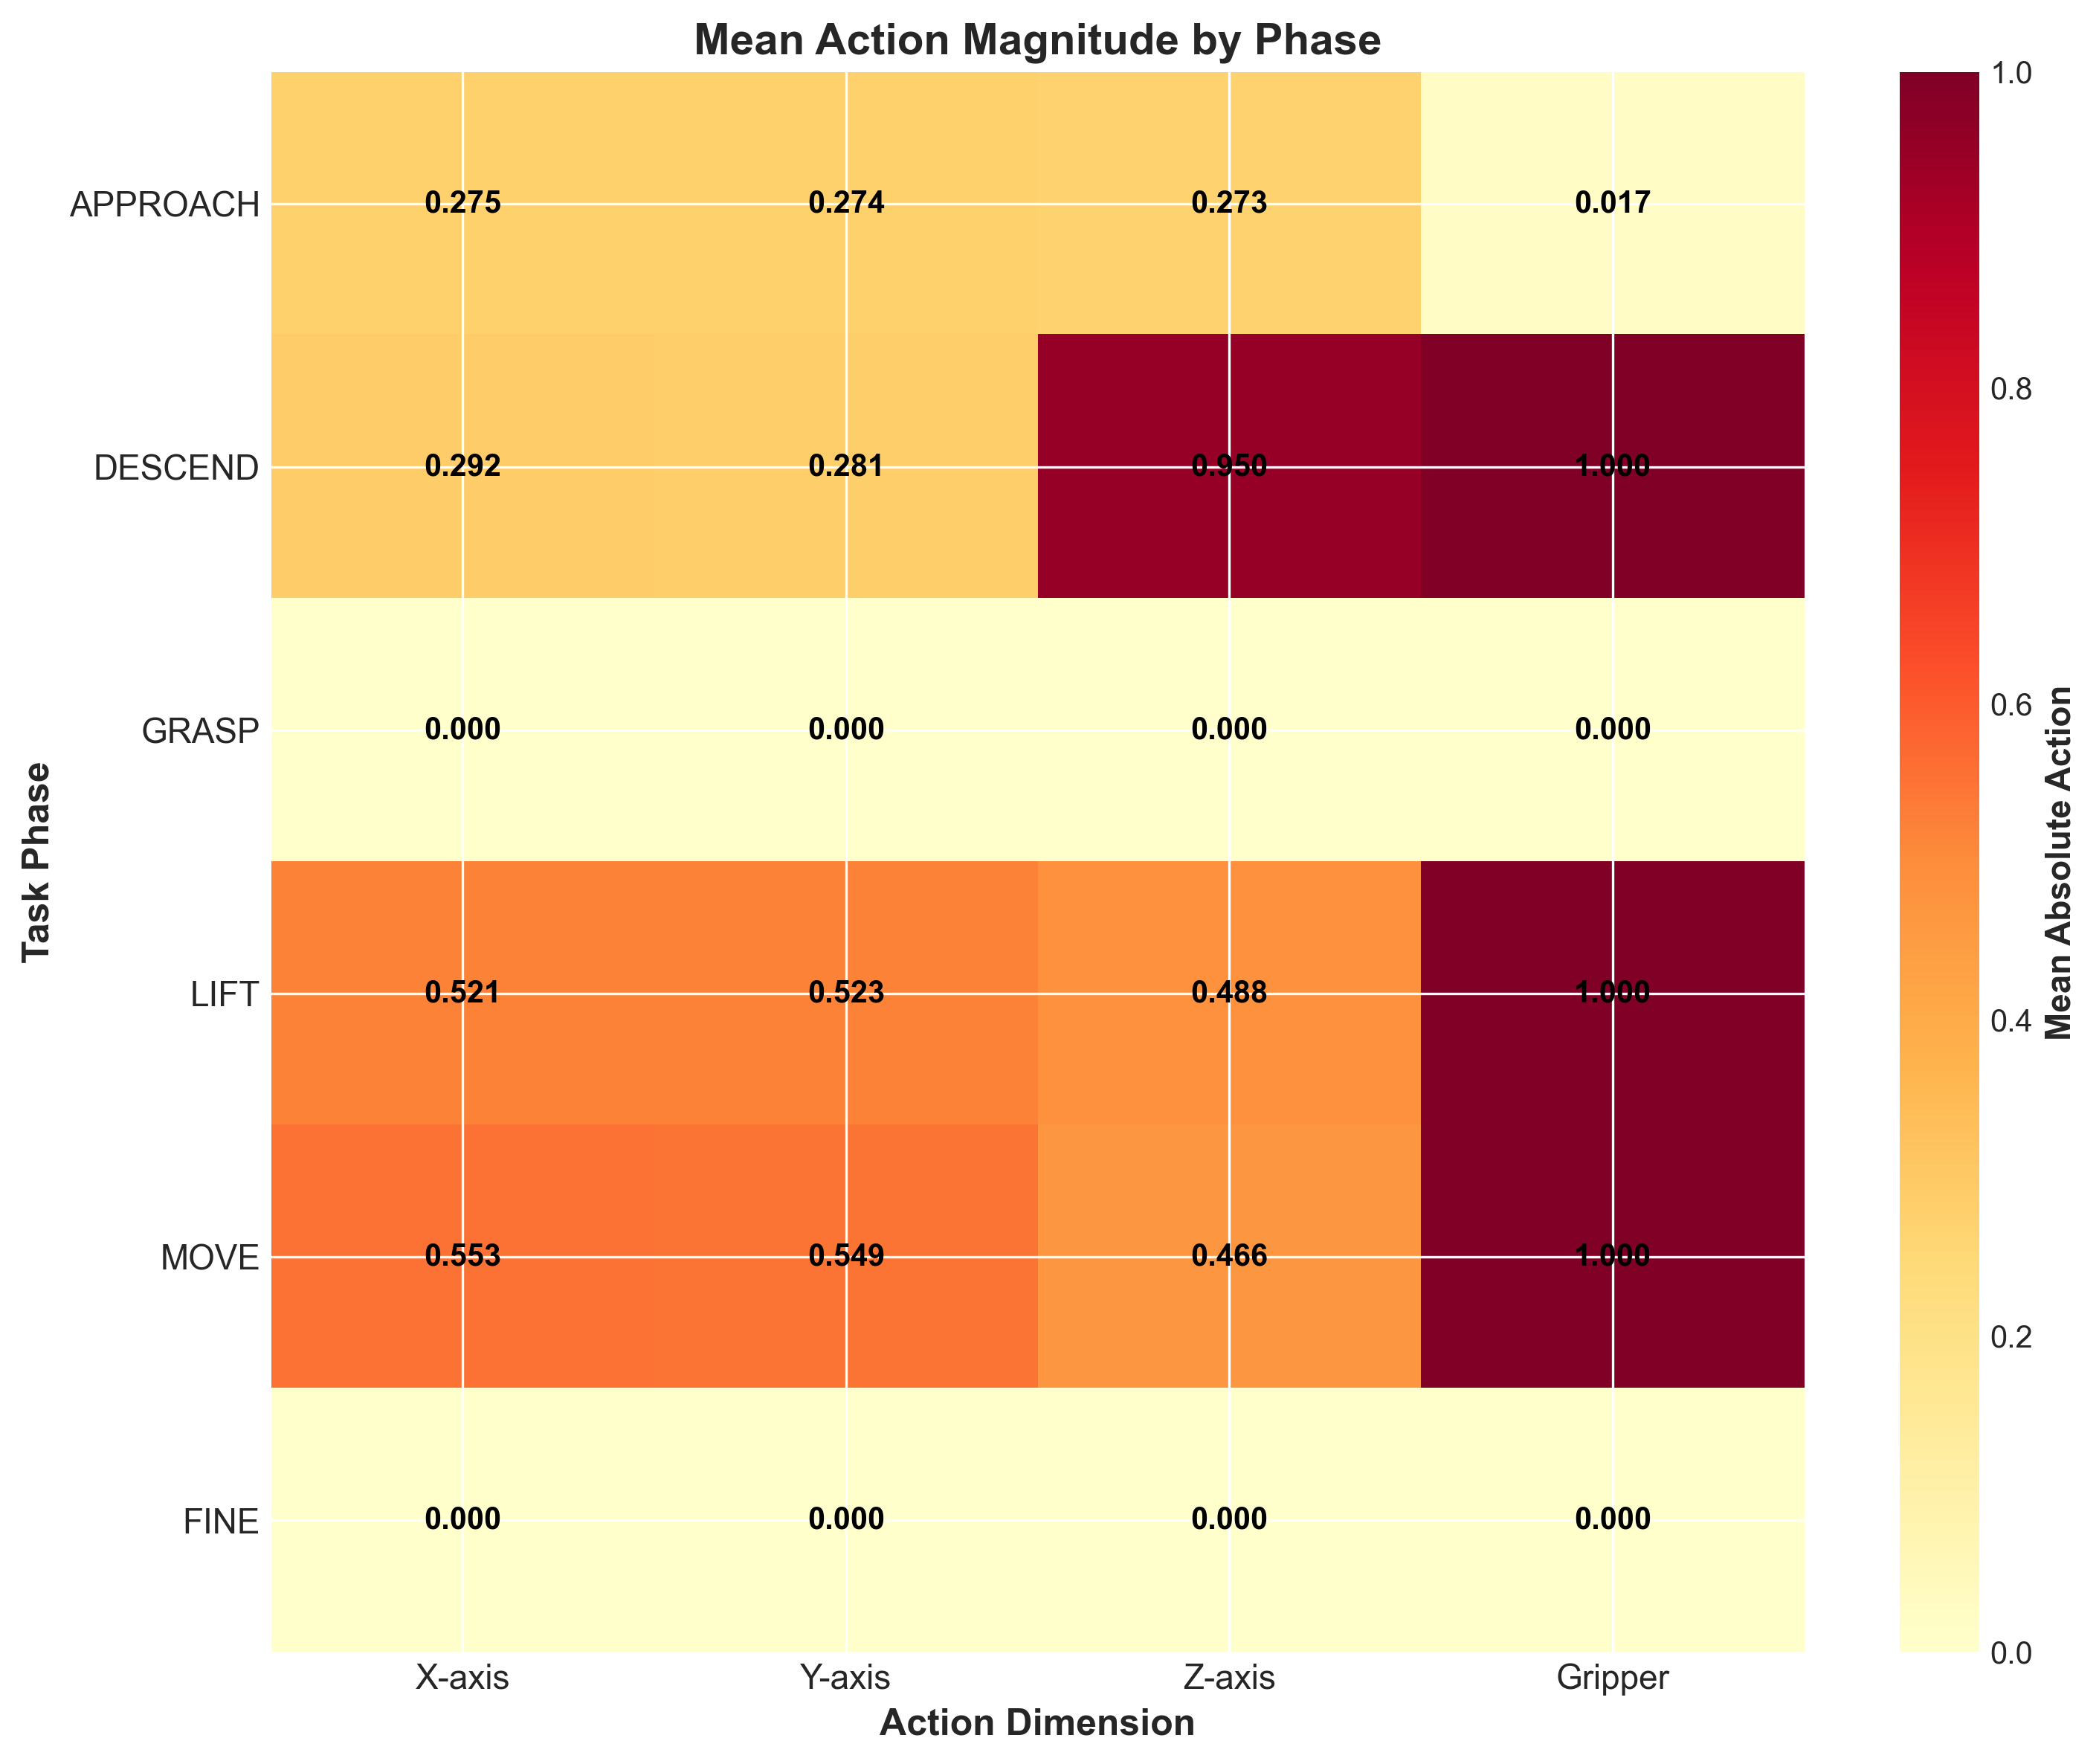 Mean Action Magnitude by Phase
APPROACH 0.275 0.274 0.273 0.017
DESCEND 0.292 0.281 0.950 1.000
GRASP 0.000 0.000 0.000 0.000
LIFT 0.521 0.523 0.488 1.000
MOVE 0.553 0.549 0.466 1.000
FINE 0.000 0.000 0.000 0.000
X-axis Y-axis Z-axis Gripper
Action Dimension
Task Phase
1.0
0.8
0.6
0.4
0.2
0.0
Mean Absolute Action